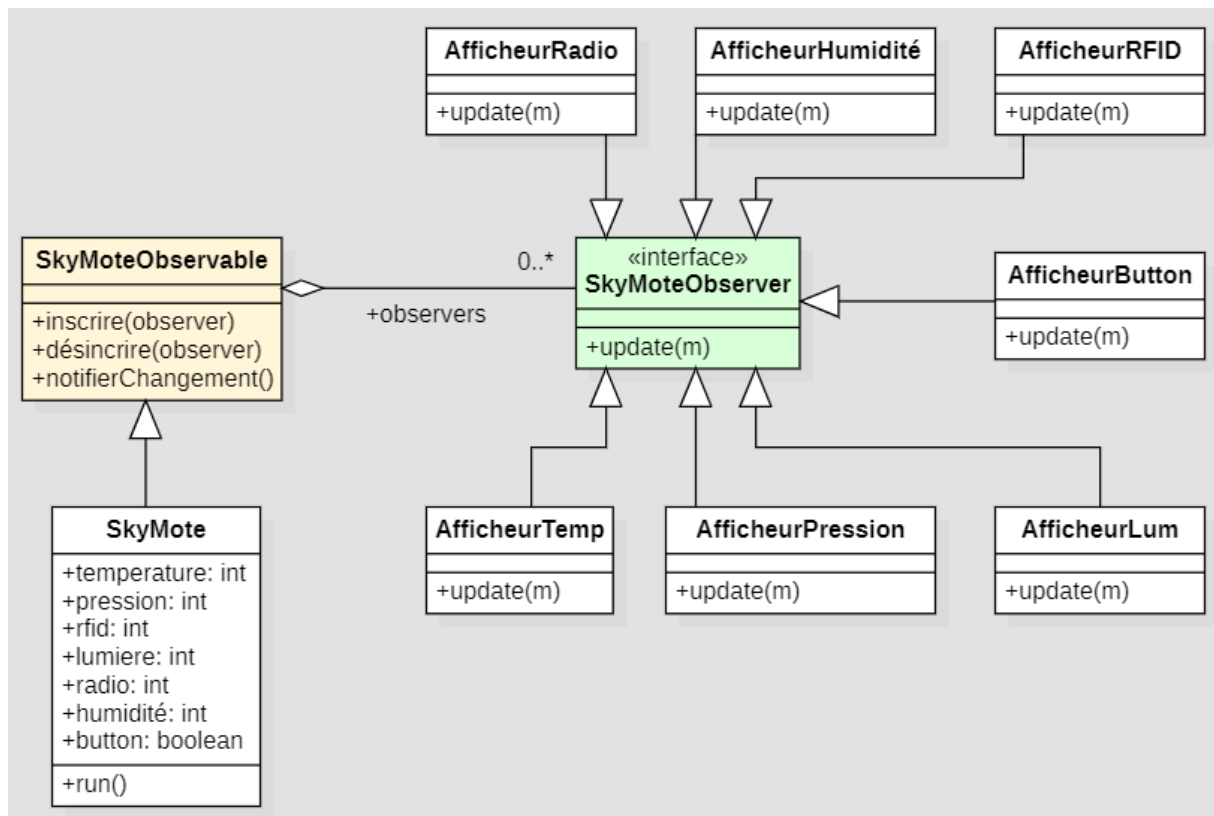 AfficheurRadio
+update(m)
AfficheurHumidité
+update(m)
AfficheurRFID
+update(m)
SkyMoteObservable
+inscrire(observer)
+désincrire(observer)
+notifierChangement()
0..*
+observers
«interface»
SkyMoteObserver
+update(m)
AfficheurButton
+update(m)
SkyMote
+temperature: int
+pression: int
+rfid: int
+lumiere: int
+radio: int
+humidité: int
+button: boolean
+run()
AfficheurTemp
+update(m)
AfficheurPression
+update(m)
AfficheurLum
+update(m)